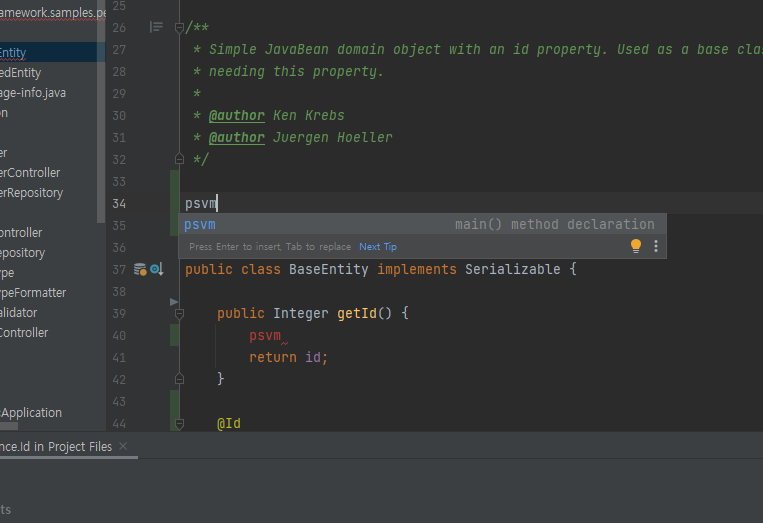 ramework.samples.pe
Entity
edEntity
age-info.java
on
er
erController
erRepository
ontroller
epository
ype
ypeFormatter
alidator
Controller
cApplication
25
26 /**
27 * Simple JavaBean domain object with an id property. Used as a base clas
28 * needing this property.
29 *
30 * @author Ken Krebs
31 * @author Juergen Hoeller
32 */
33
34 psvm
psvm main() method declaration
35
Press Enter to insert, Tab to replace Next Tip
36
37 public class BaseEntity implements Serializable {
38
39 public Integer getId() {
40 psvm
41 return id;
42 }
43
44 @Id
nce.Id in Project Files ×
ts